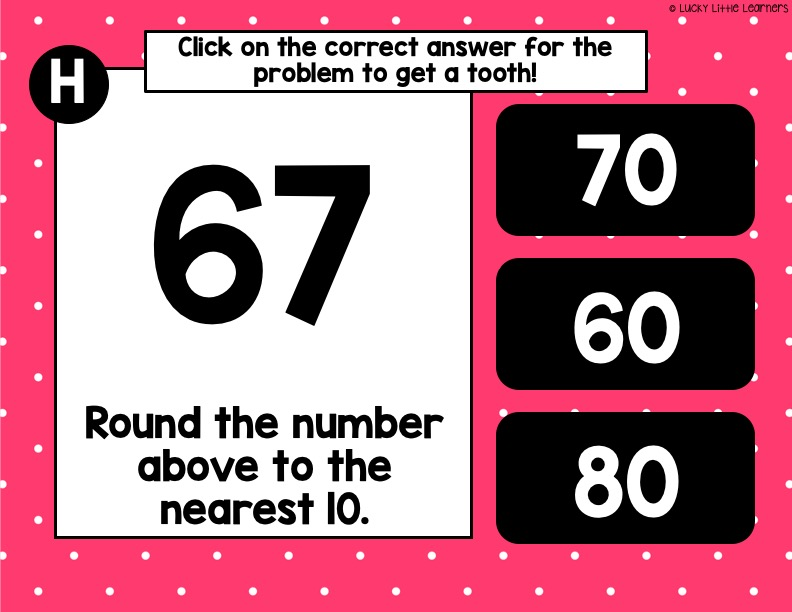 © Lucky Little Learners
Click on the correct answer for the
problem to get a tooth!
H
67
Round the number
above to the
nearest 10.
70
60
80